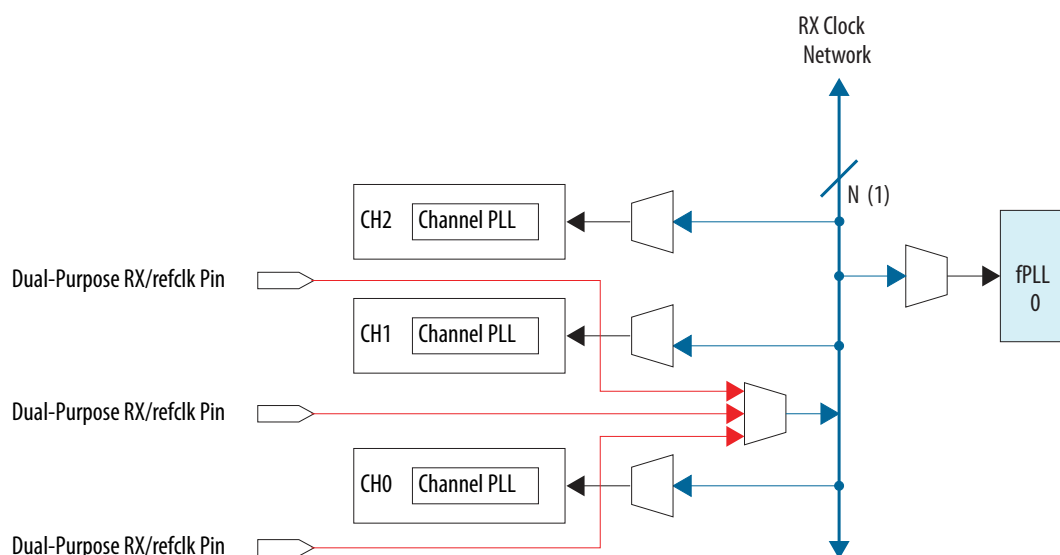 RX Clock
Network
N (1)
CH2
Channel PLL
Dual-Purpose RX/refclk Pin
fPLL
0
CH1
Channel PLL
Dual-Purpose RX/refclk Pin
CH0
Channel PLL
Dual-Purpose RX/refclk Pin